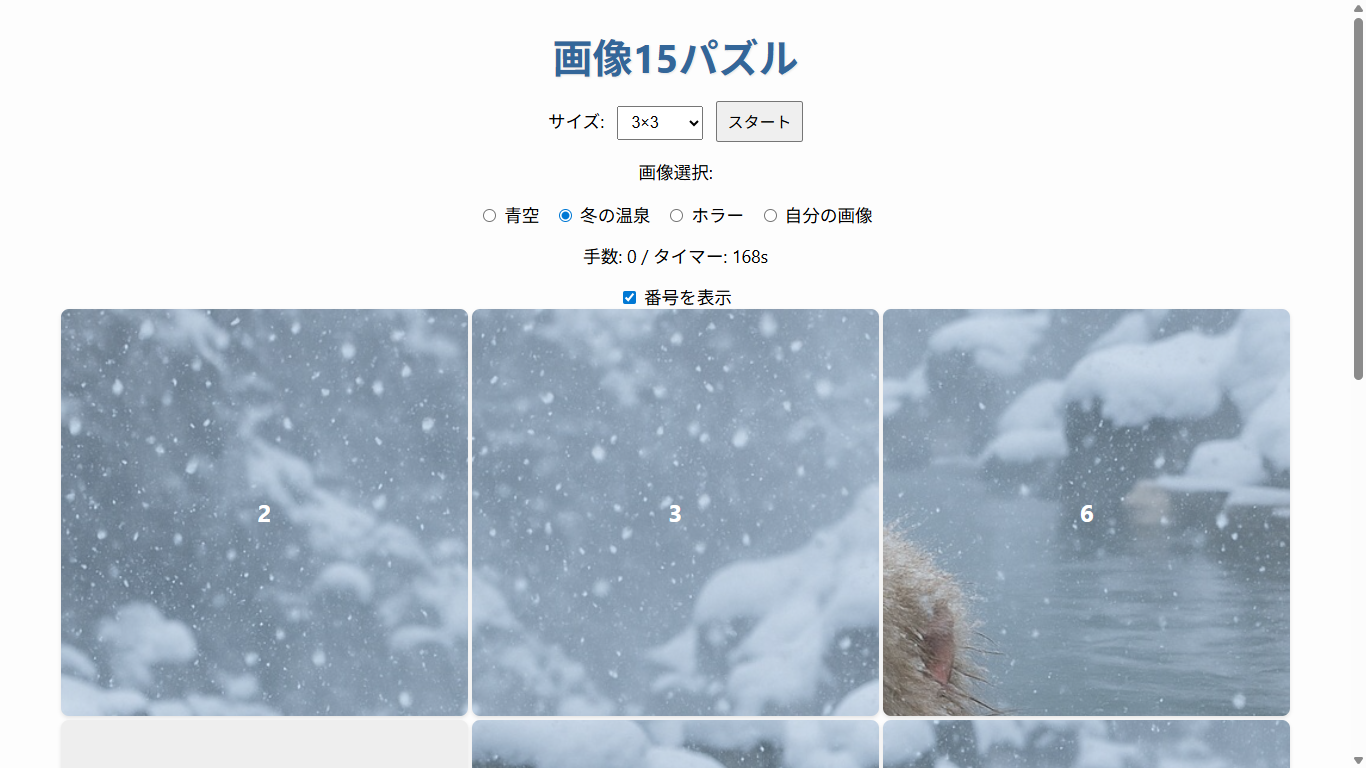 画像15パズル
サイズ: 3×3 スタート
画像選択:
青空 冬の温泉 ホラー 自分の画像
手数: 0 / タイマー: 168s
番号を表示
2 3 6